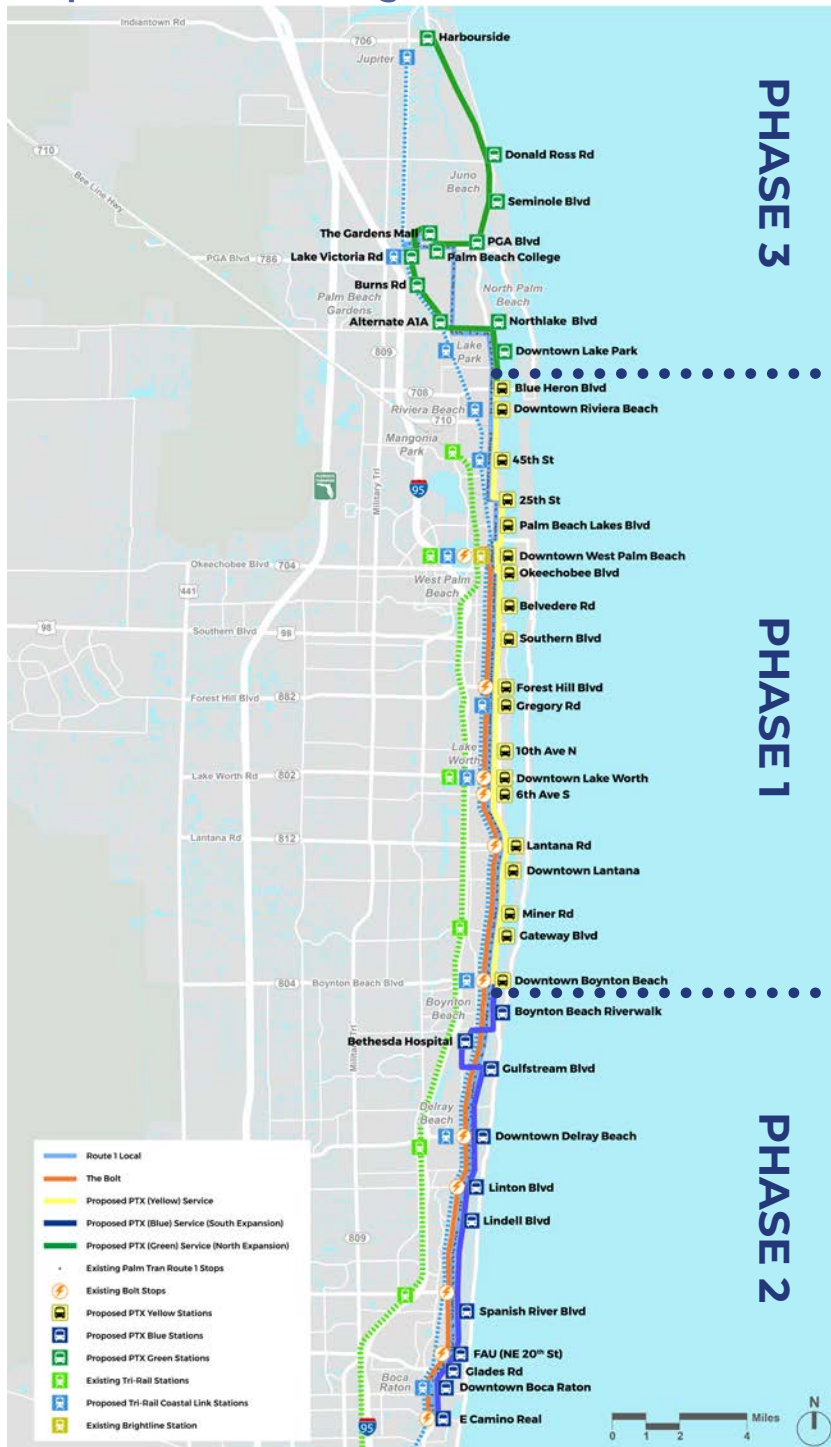 Indiantown Rd
706
Harbourside
Jupiter
PHASE 3
710
Bee Line Hwy
Donald Ross Rd
Juno
Beach
Seminole Blvd
The Gardens Mall
PGA Blvd
PGA Blvd 786
Lake Victoria Rd
Palm Beach College
Burns Rd
Palm Beach
Gardens
North Palm
Beach
Alternate A1A
Northlake Blvd
809
Lake
Park
Downtown Lake Park
708
Blue Heron Blvd
Riviera Beach
Downtown Riviera Beach
710
Mangonia
Park
45th St
Military Trl
95
25th St
Palm Beach Lakes Blvd
Okeechobee Blvd 704
Downtown West Palm Beach
West Palm
Beach
Okeechobee Blvd
441
Belvedere Rd
98
Southern Blvd 98
Southern Blvd
PHASE 1
Forest Hill Blvd 882
Forest Hill Blvd
Gregory Rd
Lake
Worth
10th Ave N
Lake Worth Rd 802
Downtown Lake Worth
6th Ave S
Lantana Rd 812
Lantana Rd
Downtown Lantana
Miner Rd
Gateway Blvd
804 Boynton Beach Blvd
Downtown Boynton Beach
Boynton
Beach
Boynton Beach Riverwalk
Military Trl
Bethesda Hospital
Gulfstream Blvd
Delray
Beach
Downtown Delray Beach
PHASE 2
Linton Blvd
Lindell Blvd
809
Spanish River Blvd
FAU (NE 20th St)
Glades Rd
Boca
Raton
Downtown Boca Raton
95
E Camino Real
Route 1 Local
The Bolt
Proposed PTX (Yellow) Service
Proposed PTX (Blue) Service (South Expansion)
Proposed PTX (Green) Service (North Expansion)
Existing Palm Tran Route 1 Stops
Existing Bolt Stops
Proposed PTX Yellow Stations
Proposed PTX Blue Stations
Proposed PTX Green Stations
Existing Tri-Rail Stations
Proposed Tri-Rail Coastal Link Stations
Existing Brightline Station
Miles
0 1 2 4
N